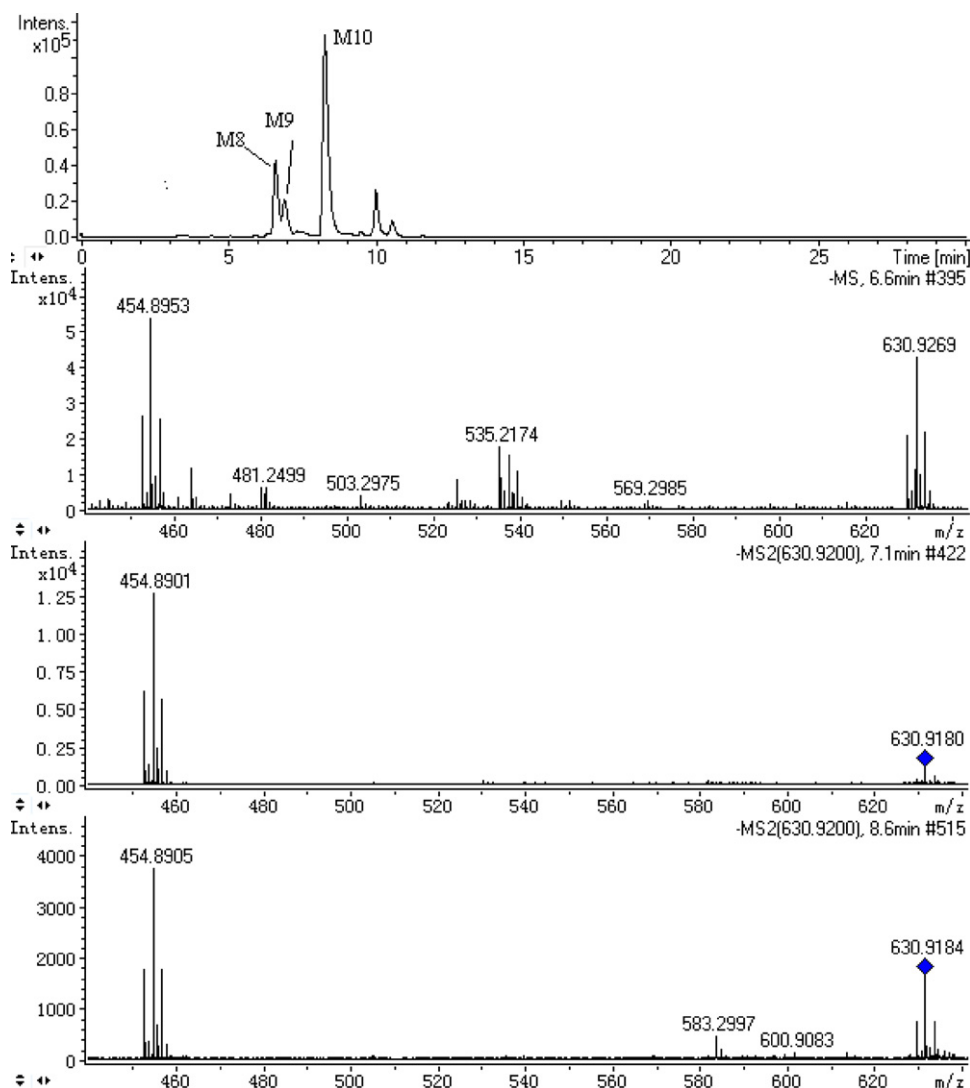 Intens.
x10⁵
M10
0.8
M9
0.6
M8
0.4
0.2
0.0
0 5 10 15 20 25 Time [min]
Intens.
x10⁴
-MS, 6.6min #395
454.8953
630.9269
5
4
3
535.2174
2
481.2499
503.2975
569.2985
1
0
460 480 500 520 540 560 580 600 620 m/z
Intens.
x10⁴
-MS2(630.9200), 7.1min #422
454.8901
1.25
1.00
0.75
0.50
630.9180
0.25
0.00
460 480 500 520 540 560 580 600 620 m/z
Intens.
-MS2(630.9200), 8.6min #515
454.8905
4000
3000
630.9184
2000
1000
583.2997
600.9083
0
460 480 500 520 540 560 580 600 620 m/z